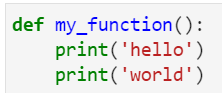 def my_function():
    print('hello')
    print('world')